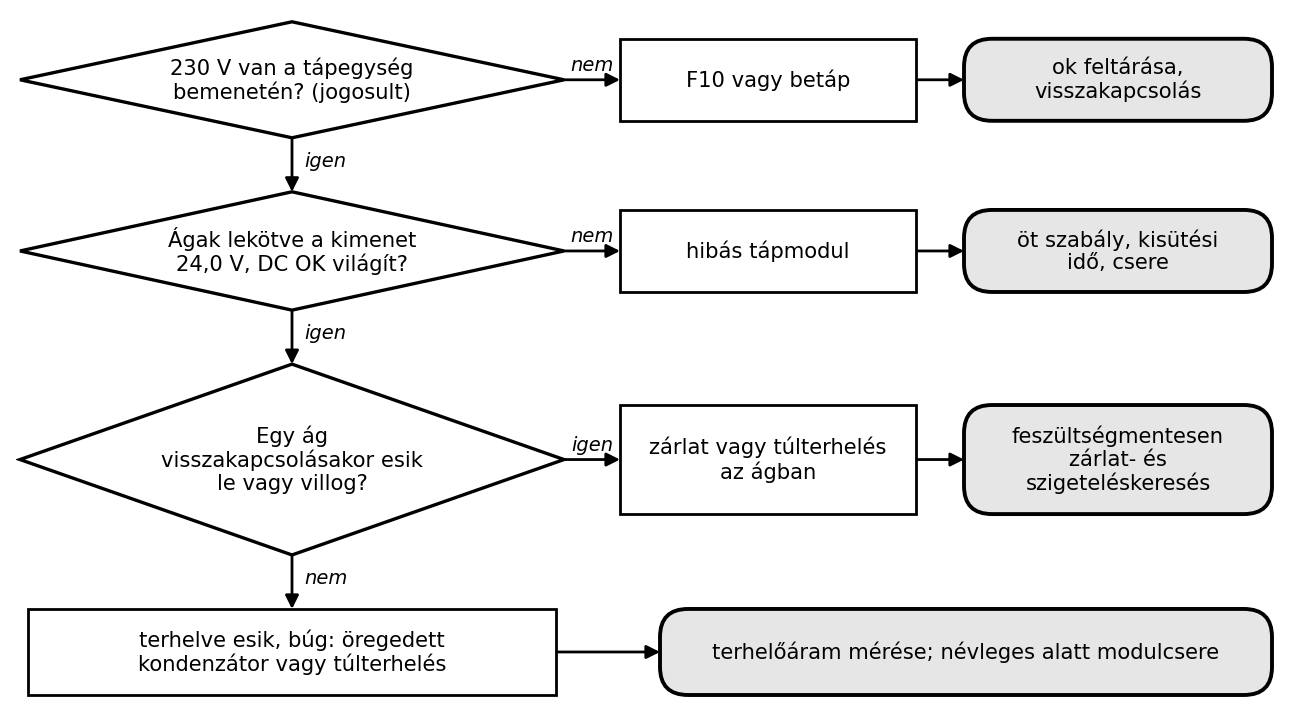 230 V van a tápegység
bemenetén? (jogosult)
nem
F10 vagy betáp
ok feltárása,
visszakapcsolás
igen
Ágak lekötve a kimenet
24,0 V, DC OK világít?
nem
hibás tápmodul
öt szabály, kisütési
idő, csere
igen
Egy ág
visszakapcsolásakor esik
le vagy villog?
igen
zárlat vagy túlterhelés
az ágban
feszültségmentesen
zárlat- és
szigeteléskeresés
nem
terhelve esik, búg: öregedett
kondenzátor vagy túlterhelés
terhelőáram mérése; névleges alatt modulcsere